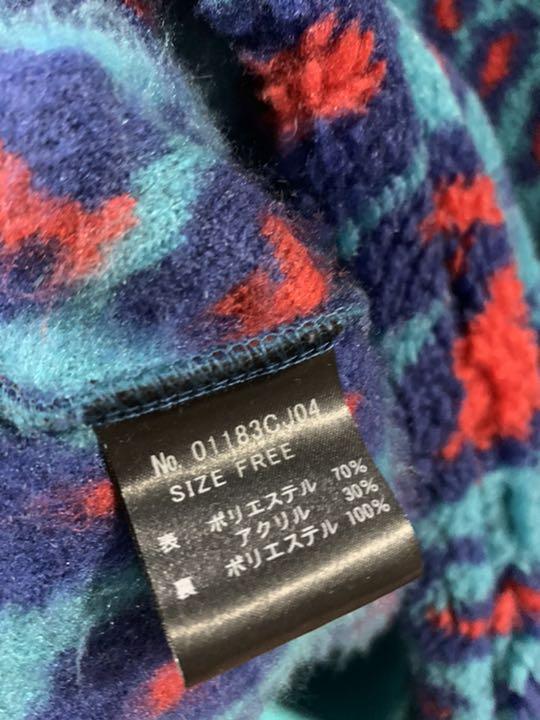 No. 01183CJ04
SIZE FREE
表 ポリエステル 70%
アクリル 30%
裏 ポリエステル 100%